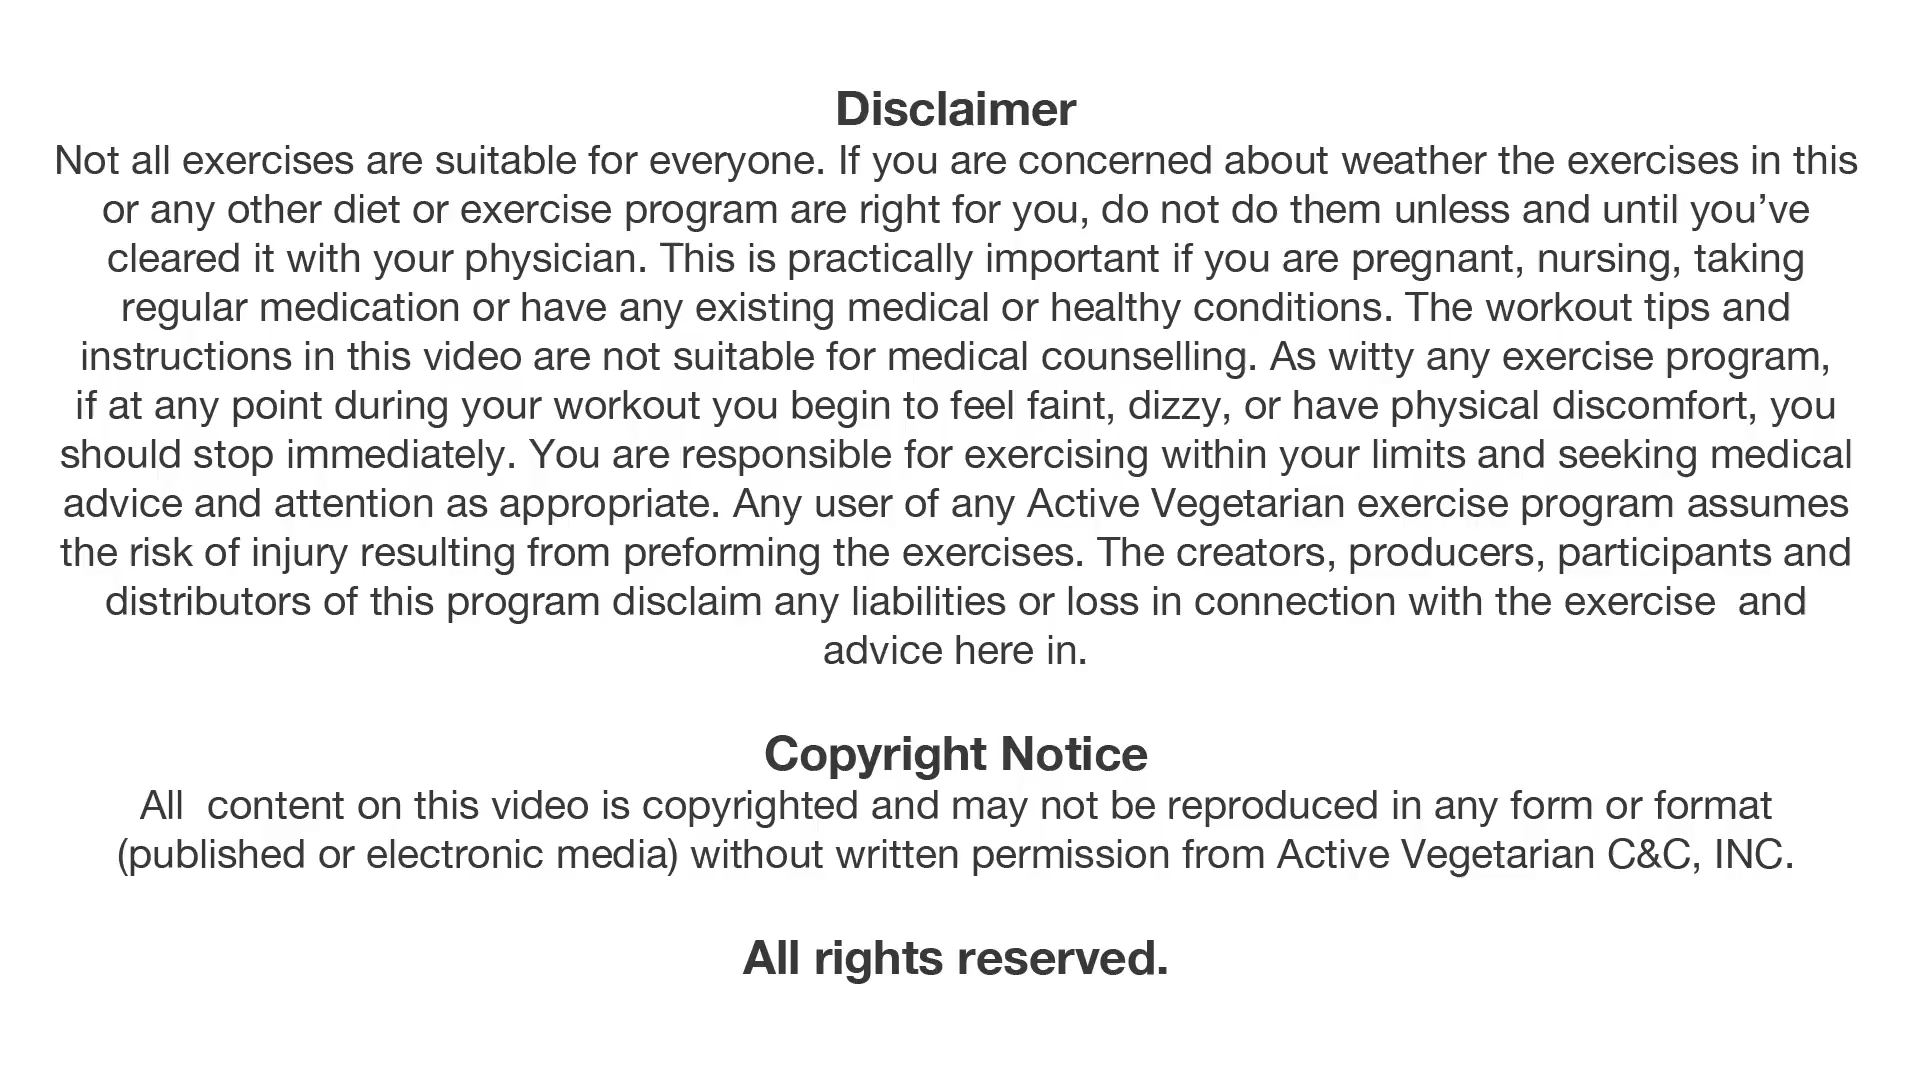 Disclaimer
Not all exercises are suitable for everyone. If you are concerned about weather the exercises in this
or any other diet or exercise program are right for you, do not do them unless and until you’ve
cleared it with your physician. This is practically important if you are pregnant, nursing, taking
regular medication or have any existing medical or healthy conditions. The workout tips and
instructions in this video are not suitable for medical counselling. As witty any exercise program,
if at any point during your workout you begin to feel faint, dizzy, or have physical discomfort, you
should stop immediately. You are responsible for exercising within your limits and seeking medical
advice and attention as appropriate. Any user of any Active Vegetarian exercise program assumes
the risk of injury resulting from preforming the exercises. The creators, producers, participants and
distributors of this program disclaim any liabilities or loss in connection with the exercise  and
advice here in.
Copyright Notice
All  content on this video is copyrighted and may not be reproduced in any form or format
(published or electronic media) without written permission from Active Vegetarian C&C, INC.
All rights reserved.